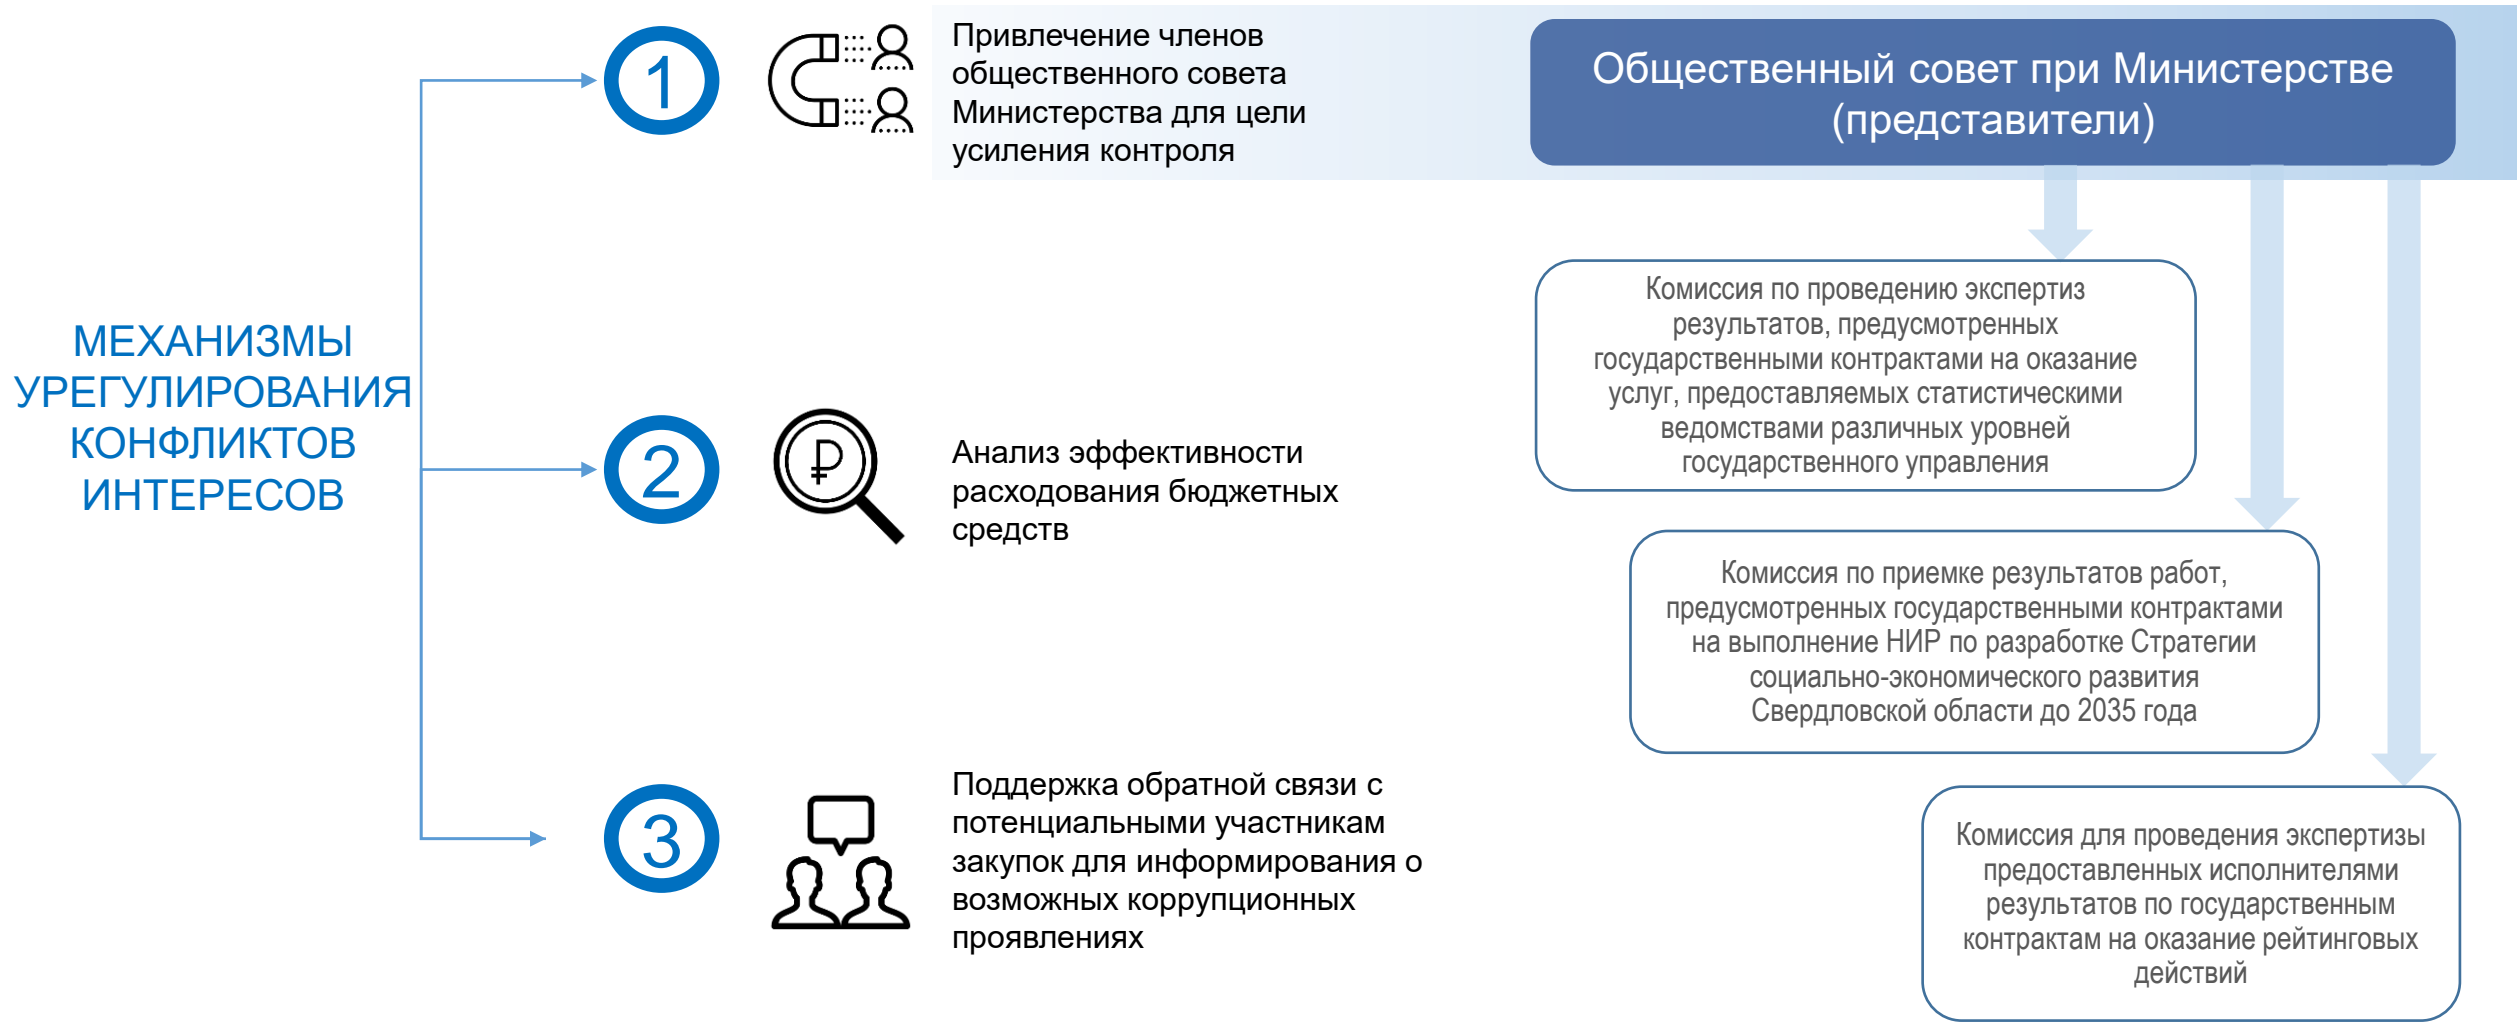 МЕХАНИЗМЫ
УРЕГУЛИРОВАНИЯ
КОНФЛИКТОВ
ИНТЕРЕСОВ
1
Привлечение членов
общественного совета
Министерства для цели
усиления контроля
2
Анализ эффективности
расходования бюджетных
средств
3
Поддержка обратной связи с
потенциальными участникам
закупок для информирования о
возможных коррупционных
проявлениях
Общественный совет при Министерстве
(представители)
Комиссия по проведению экспертиз
результатов, предусмотренных
государственными контрактами на оказание
услуг, предоставляемых статистическими
ведомствами различных уровней
государственного управления
Комиссия по приемке результатов работ,
предусмотренных государственными контрактами
на выполнение НИР по разработке Стратегии
социально-экономического развития
Свердловской области до 2035 года
Комиссия для проведения экспертизы
предоставленных исполнителями
результатов по государственным
контрактам на оказание рейтинговых
действий